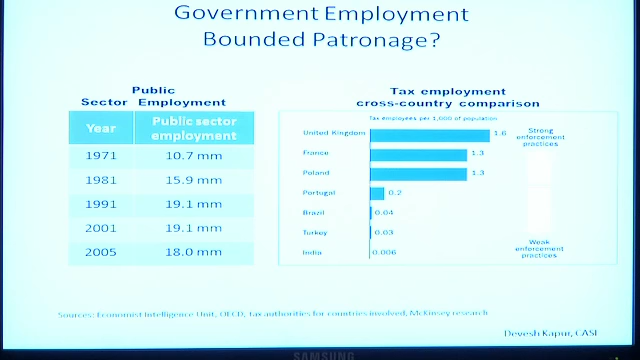 Government Employment
Bounded Patronage?
Public
Sector Employment
Year
Public sector
employment
1971 10.7 mm
1981 15.9 mm
1991 19.1 mm
2001 19.1 mm
2005 18.0 mm
Tax employment
cross-country comparison
Tax employees per 1,000 of population
United Kingdom 1.6
France 1.3
Poland 1.3
Portugal 0.2
Brazil 0.04
Turkey 0.03
India 0.006
Strong
enforcement
practices
Weak
enforcement
practices
Sources: Economist Intelligence Unit, OECD, tax authorities for countries involved, McKinsey research
Devesh Kapur, CASI
SAMSUNG